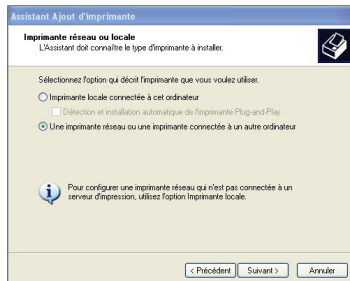 Assistant Ajout d'imprimante
Imprimante réseau ou locale
L'Assistant doit connaître le type d'imprimante à installer.
Sélectionnez l'option qui décrit l'imprimante que vous voulez utiliser.
Imprimante locale connectée à cet ordinateur
Détection et installation automatique de l'imprimante Plug-and-Play
Une imprimante réseau ou une imprimante connectée à un autre ordinateur
Pour configurer une imprimante réseau qui n'est pas connectée à un
serveur d'impression, utilisez l'option Imprimante locale.
< Précédent
Suivant >
Annuler